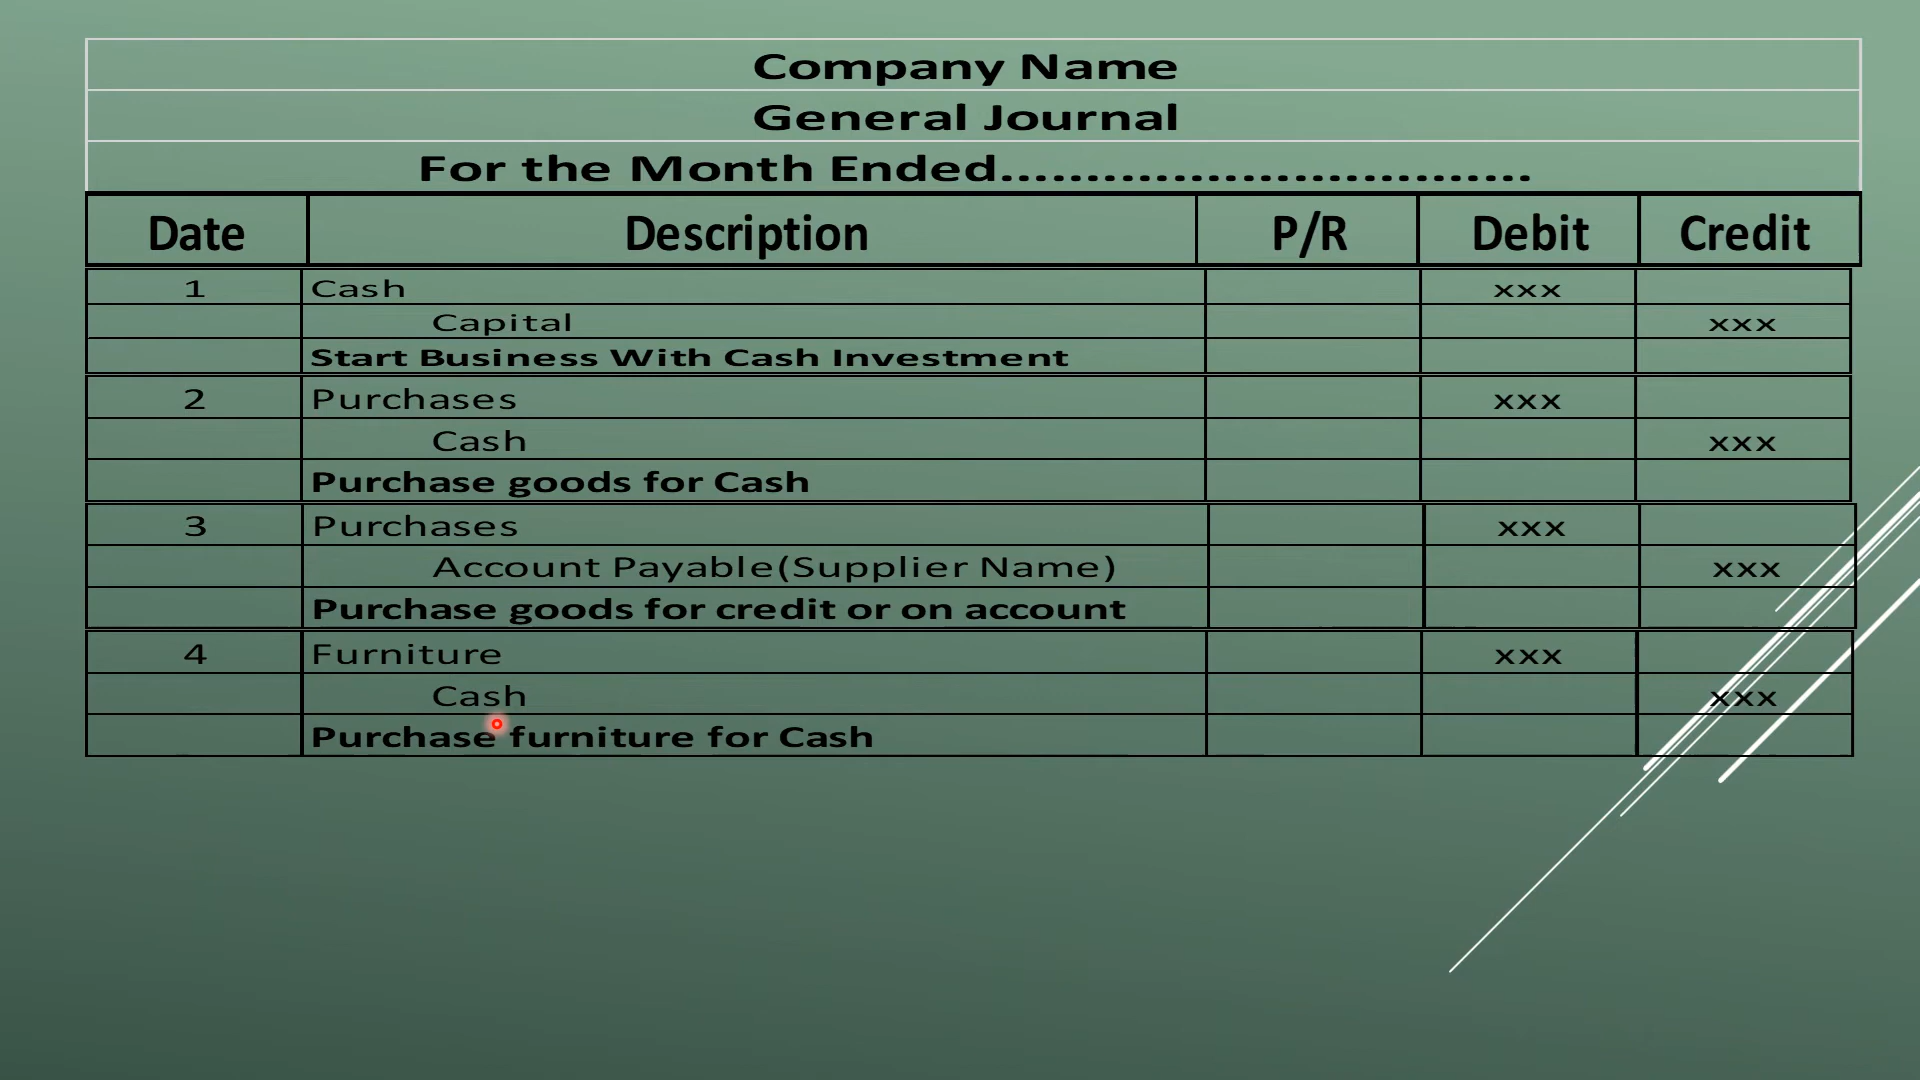 Company Name
General Journal
For the Month Ended...............................
Date Description P/R Debit Credit
1 Cash xxx
Capital xxx
Start Business With Cash Investment
2 Purchases xxx
Cash xxx
Purchase goods for Cash
3 Purchases xxx
Account Payable(Supplier Name) xxx
Purchase goods for credit or on account
4 Furniture xxx
Cash xxx
Purchase furniture for Cash